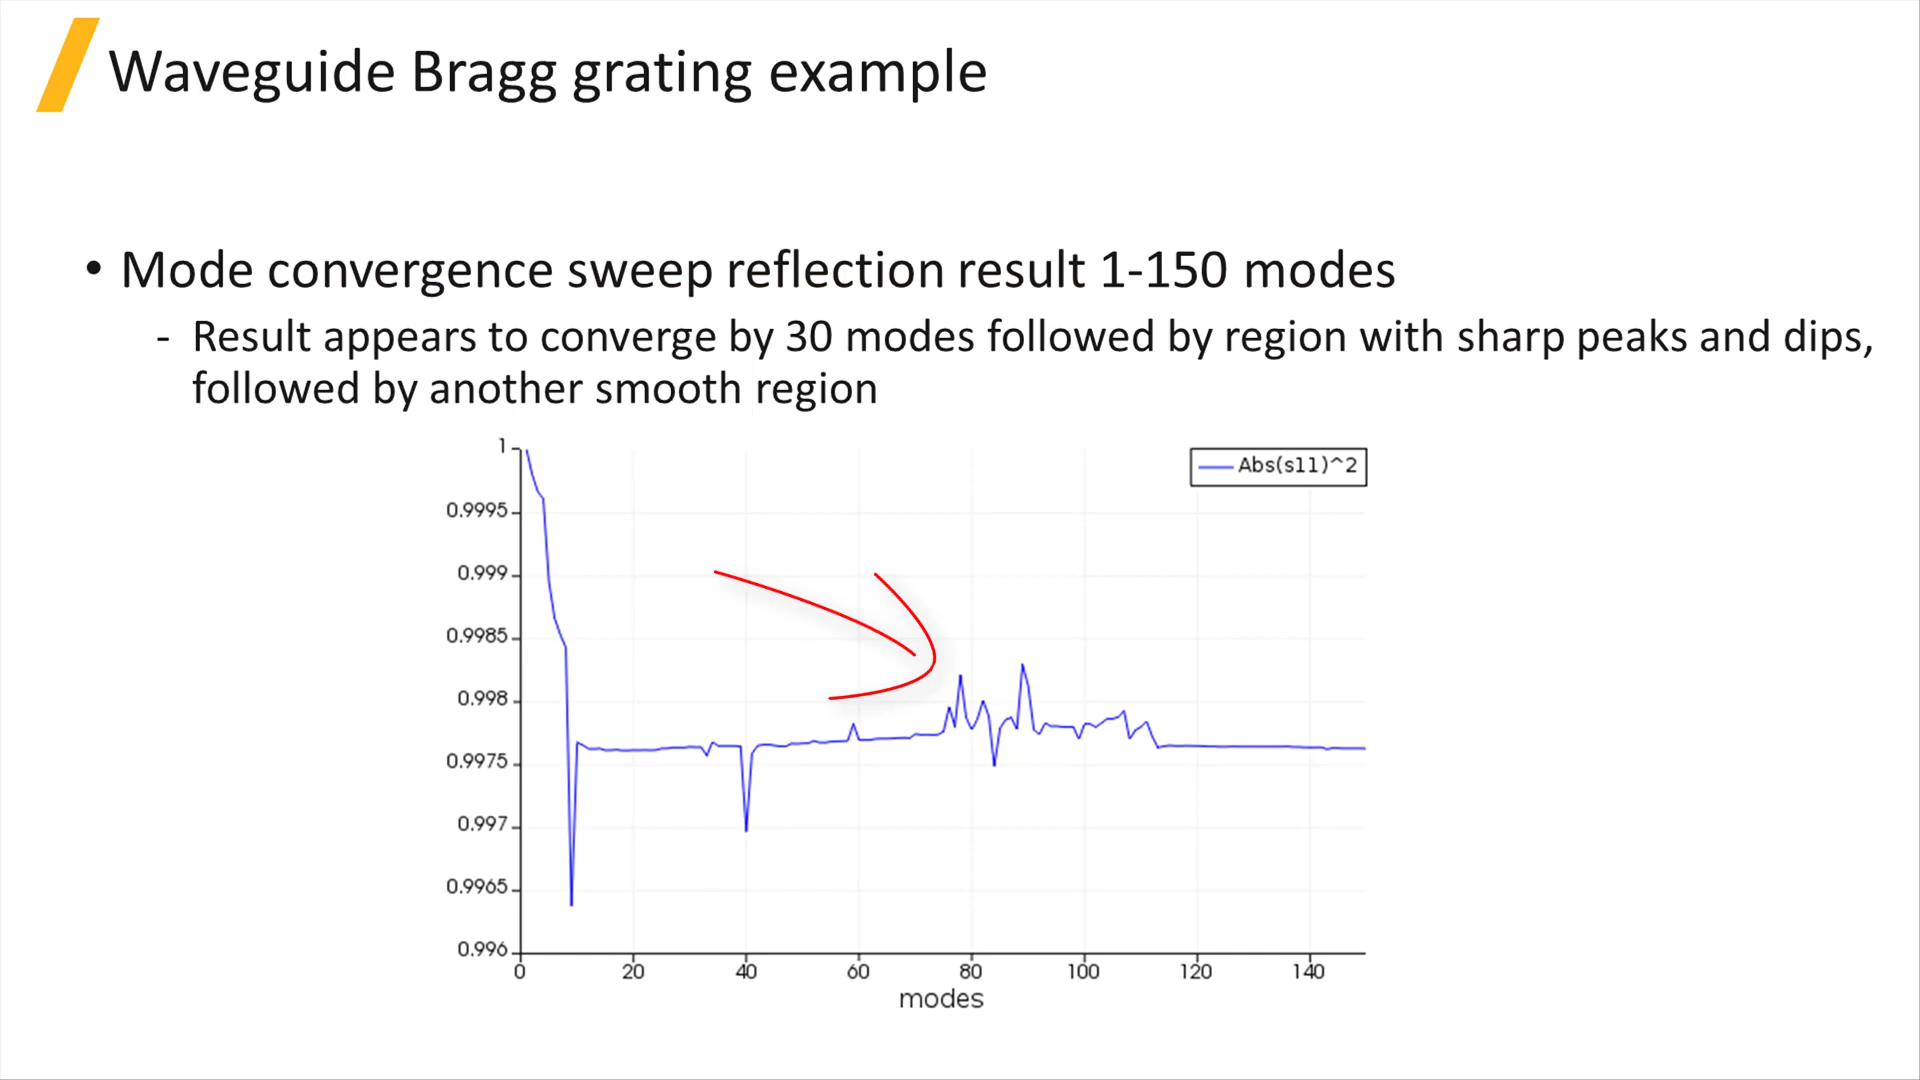 Waveguide Bragg grating example
• Mode convergence sweep reflection result 1-150 modes
- Result appears to converge by 30 modes followed by region with sharp peaks and dips,
followed by another smooth region
Abs(s11)^2
1
0.9995
0.999
0.9985
0.998
0.9975
0.997
0.9965
0.996
0 20 40 60 80 100 120 140
modes